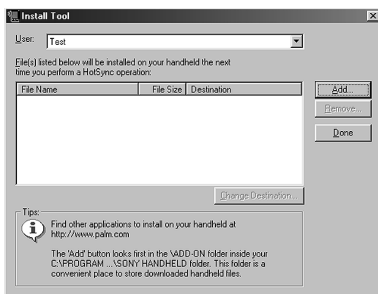 Install Tool
User: Test
File(s) listed below will be installed on your handheld the next
time you perform a HotSync operation:
File Name File Size Destination
Add...
Remove...
Done
Change Destination...
Tips:
Find other applications to install on your handheld at
http://www.palm.com
The 'Add' button looks first in the \ADD-ON folder inside your
C:\PROGRAM ...\SONY HANDHELD folder. This folder is a
convenient place to store downloaded handheld files.